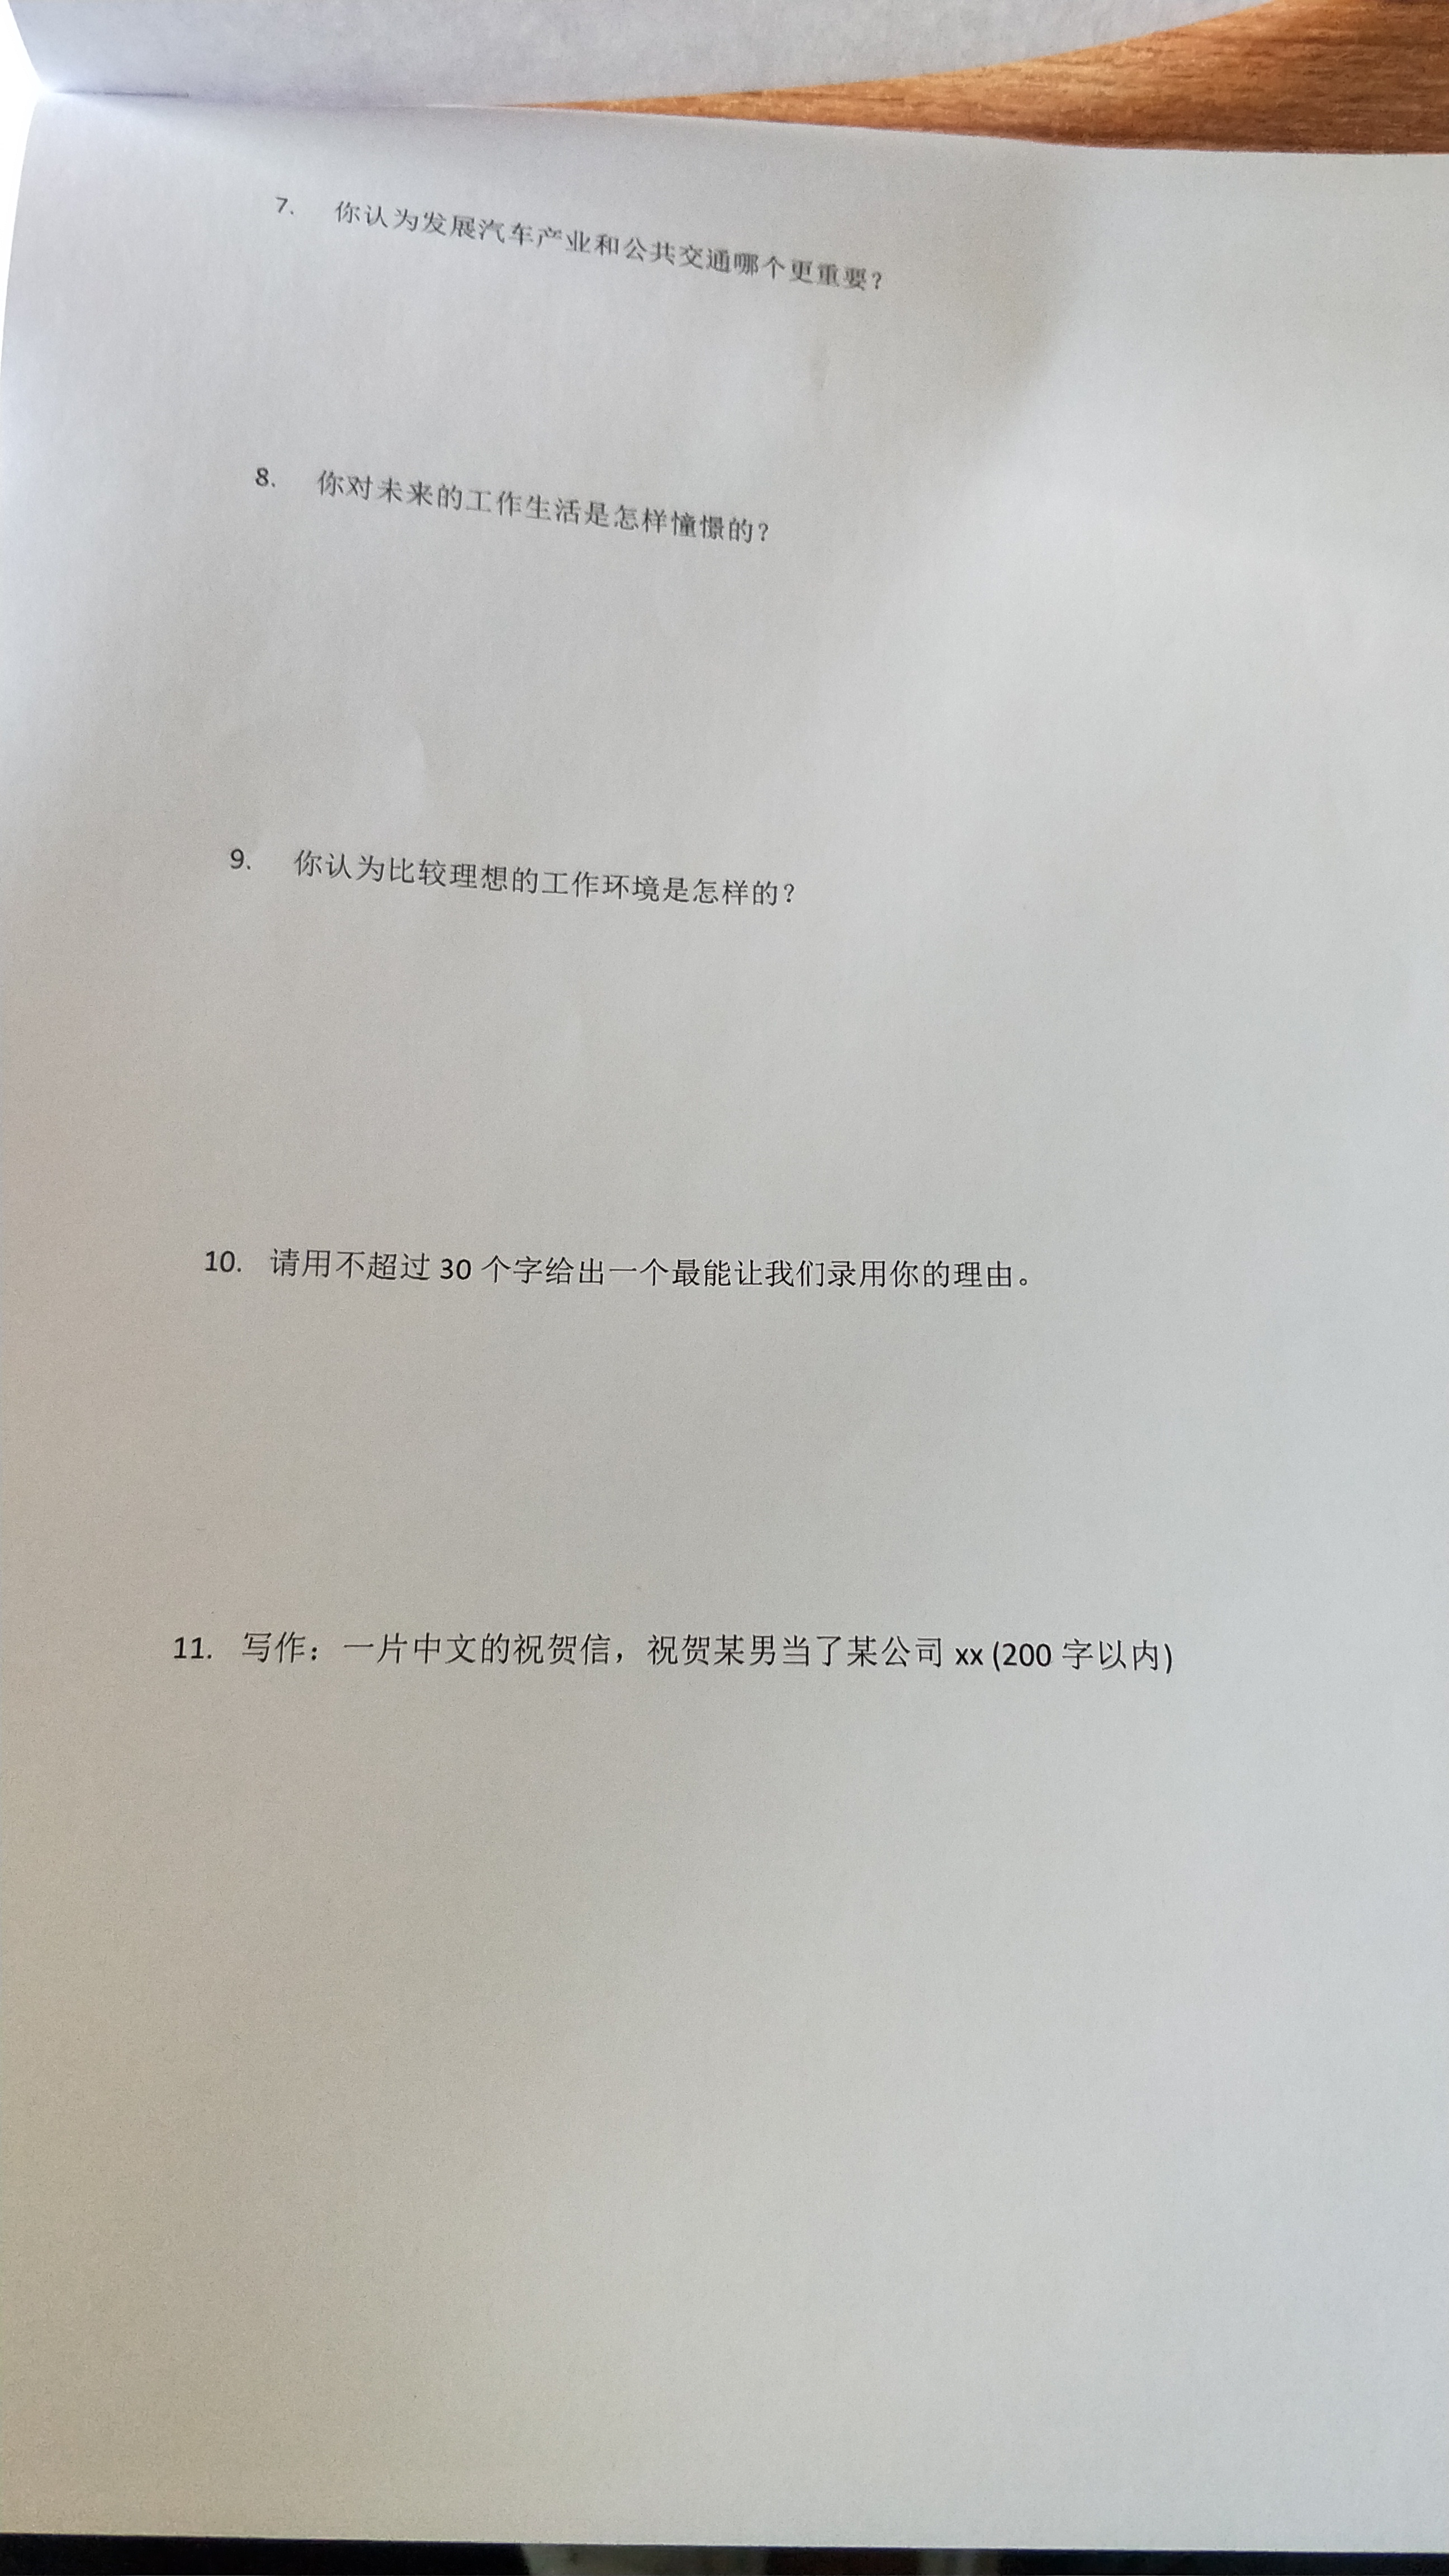 7. 你认为发展汽车产业和公共交通哪个更重要？
8. 你对未来的工作生活是怎样憧憬的？
9. 你认为比较理想的工作环境是怎样的？
10. 请用不超过 30 个字给出一个最能让我们录用你的理由。
11. 写作：一片中文的祝贺信，祝贺某男当了某公司 xx (200 字以内)